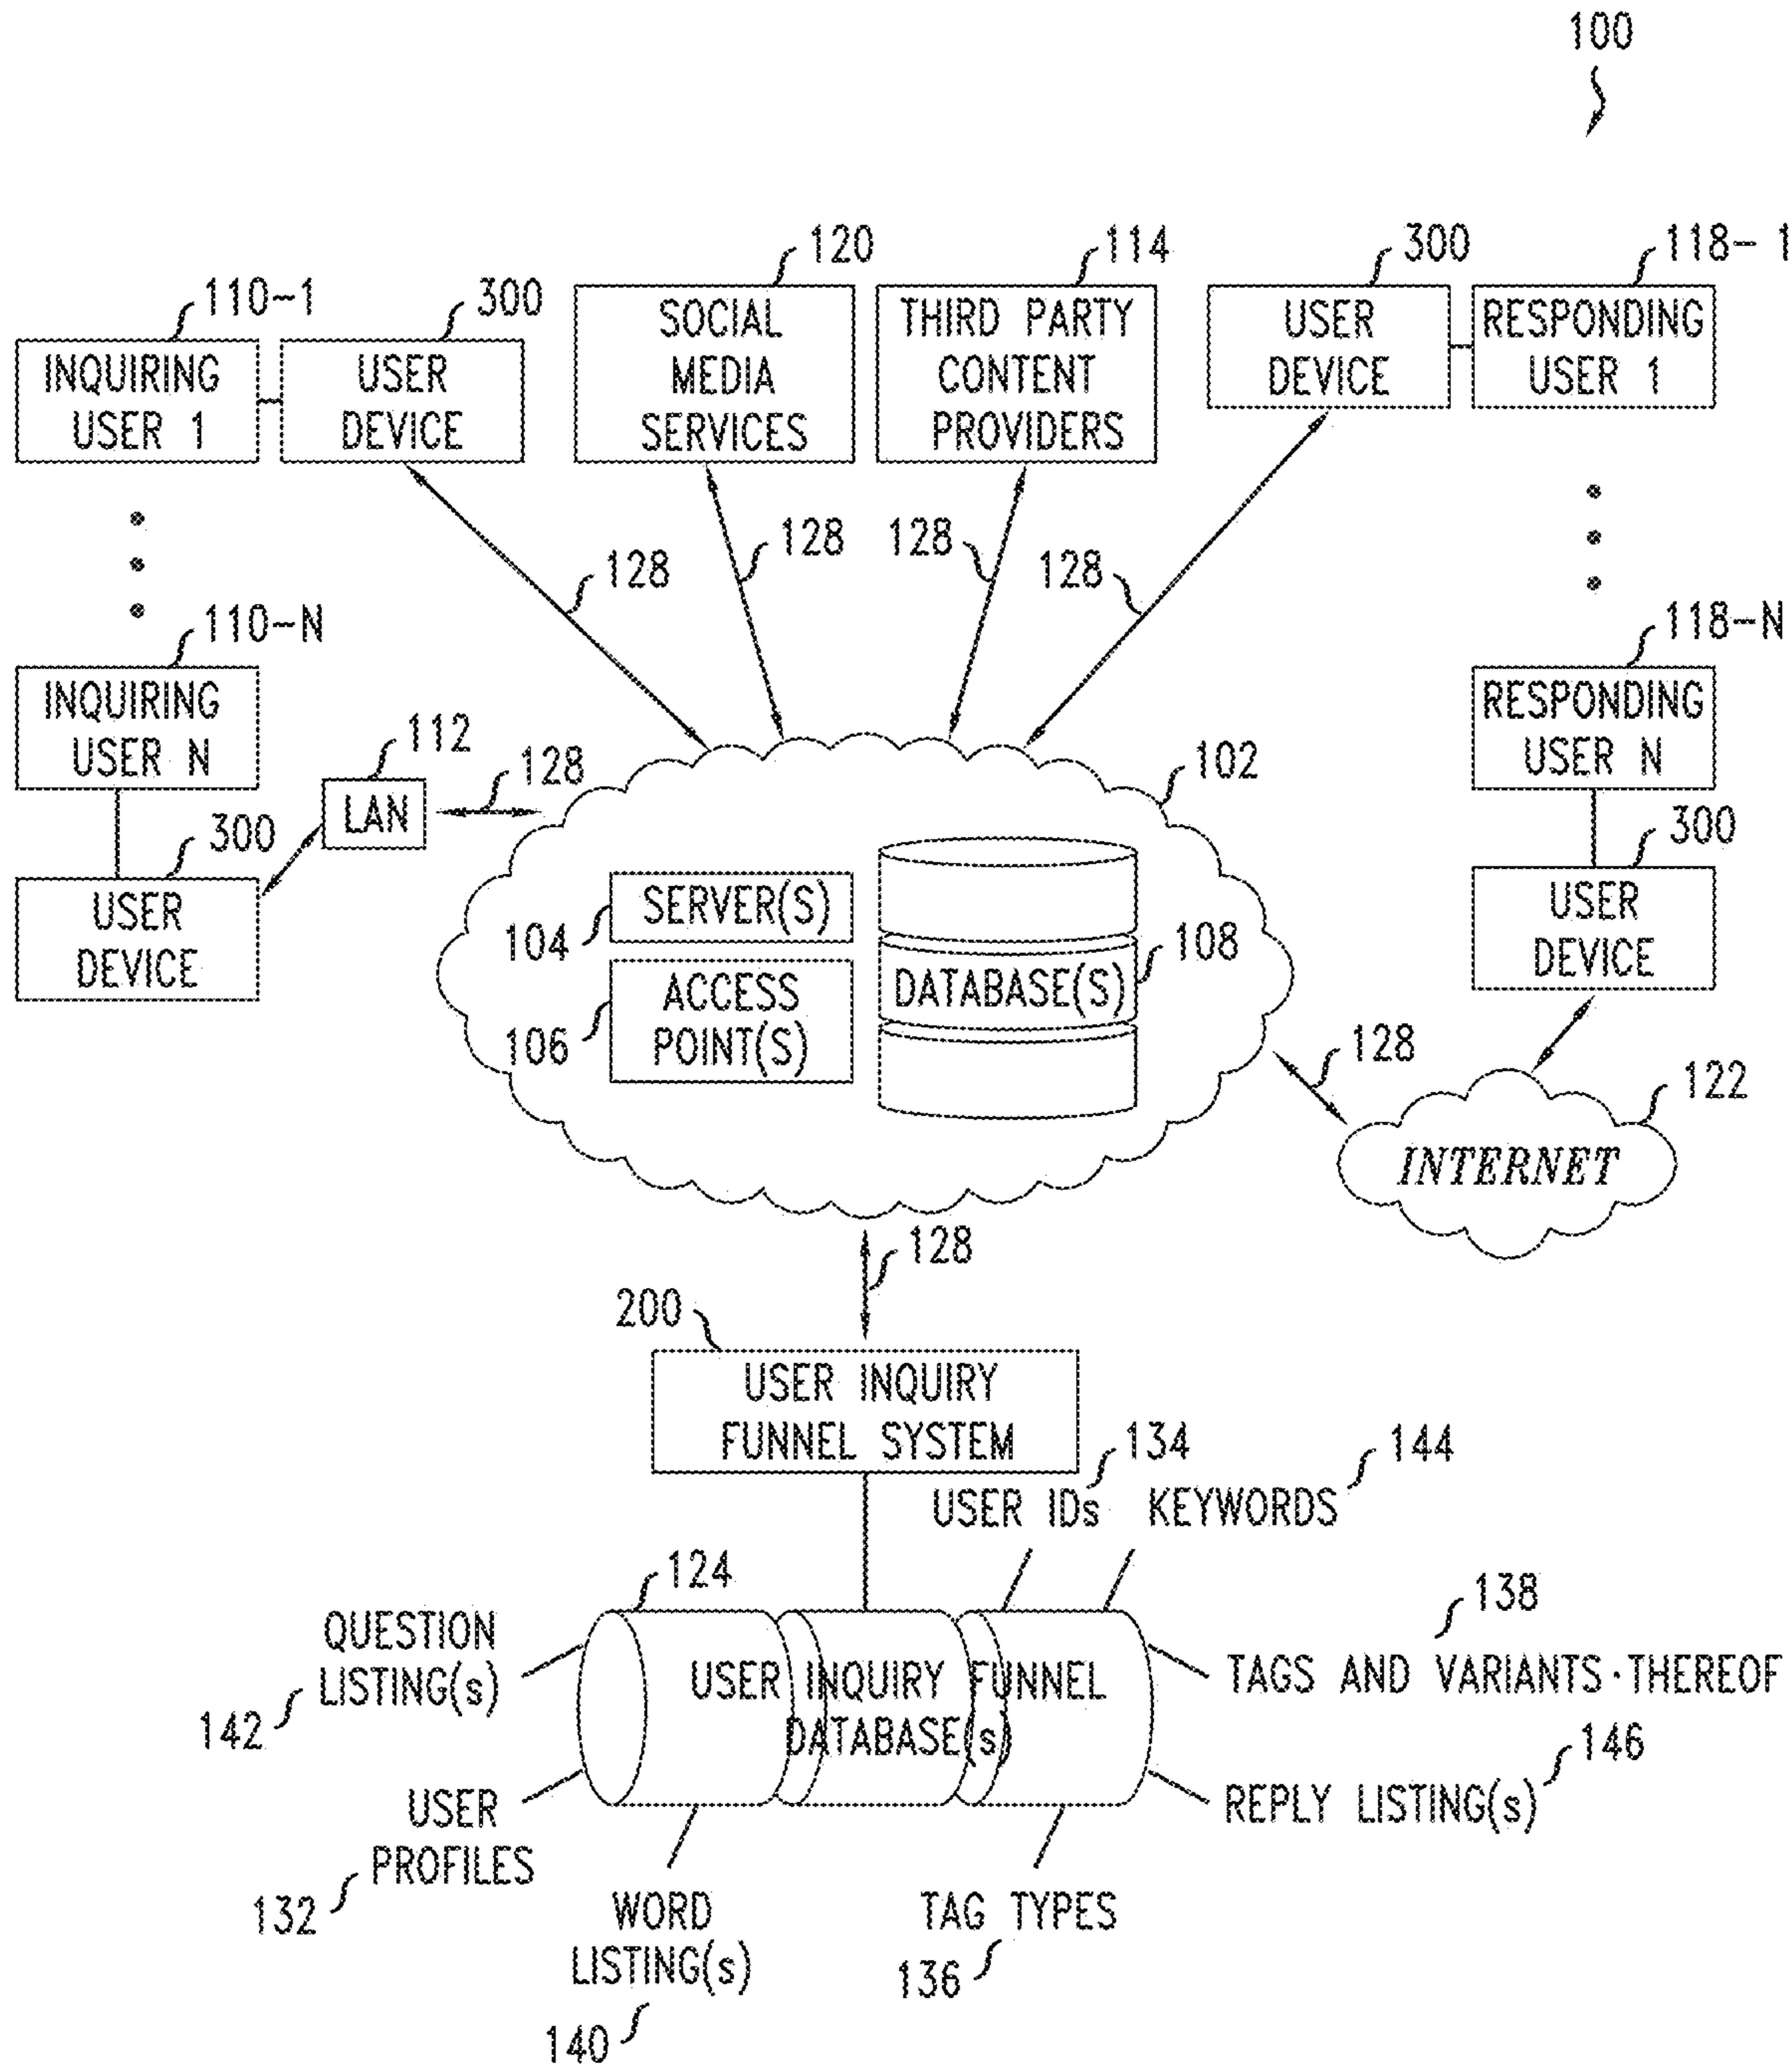 100
120
114
300
118-1
110-1
300
SOCIAL
MEDIA
SERVICES
THIRD PARTY
CONTENT
PROVIDERS
USER
DEVICE
RESPONDING
USER 1
INQUIRING
USER 1
USER
DEVICE
128
128
128
128
110-N
118-N
INQUIRING
USER N
RESPONDING
USER N
112
128
102
LAN
300
300
USER
DEVICE
SERVER(S)
104
DATABASE(S)
108
USER
DEVICE
ACCESS
POINT(S)
106
128
122
INTERNET
128
200
USER INQUIRY
FUNNEL SYSTEM
134
144
USER IDs
KEYWORDS
124
138
QUESTION
LISTING(s)
142
USER INQUIRY FUNNEL
DATABASE(s)
TAGS AND VARIANTS·THEREOF
146
USER
PROFILES
132
REPLY LISTING(s)
WORD
LISTING(s)
140
TAG TYPES
136